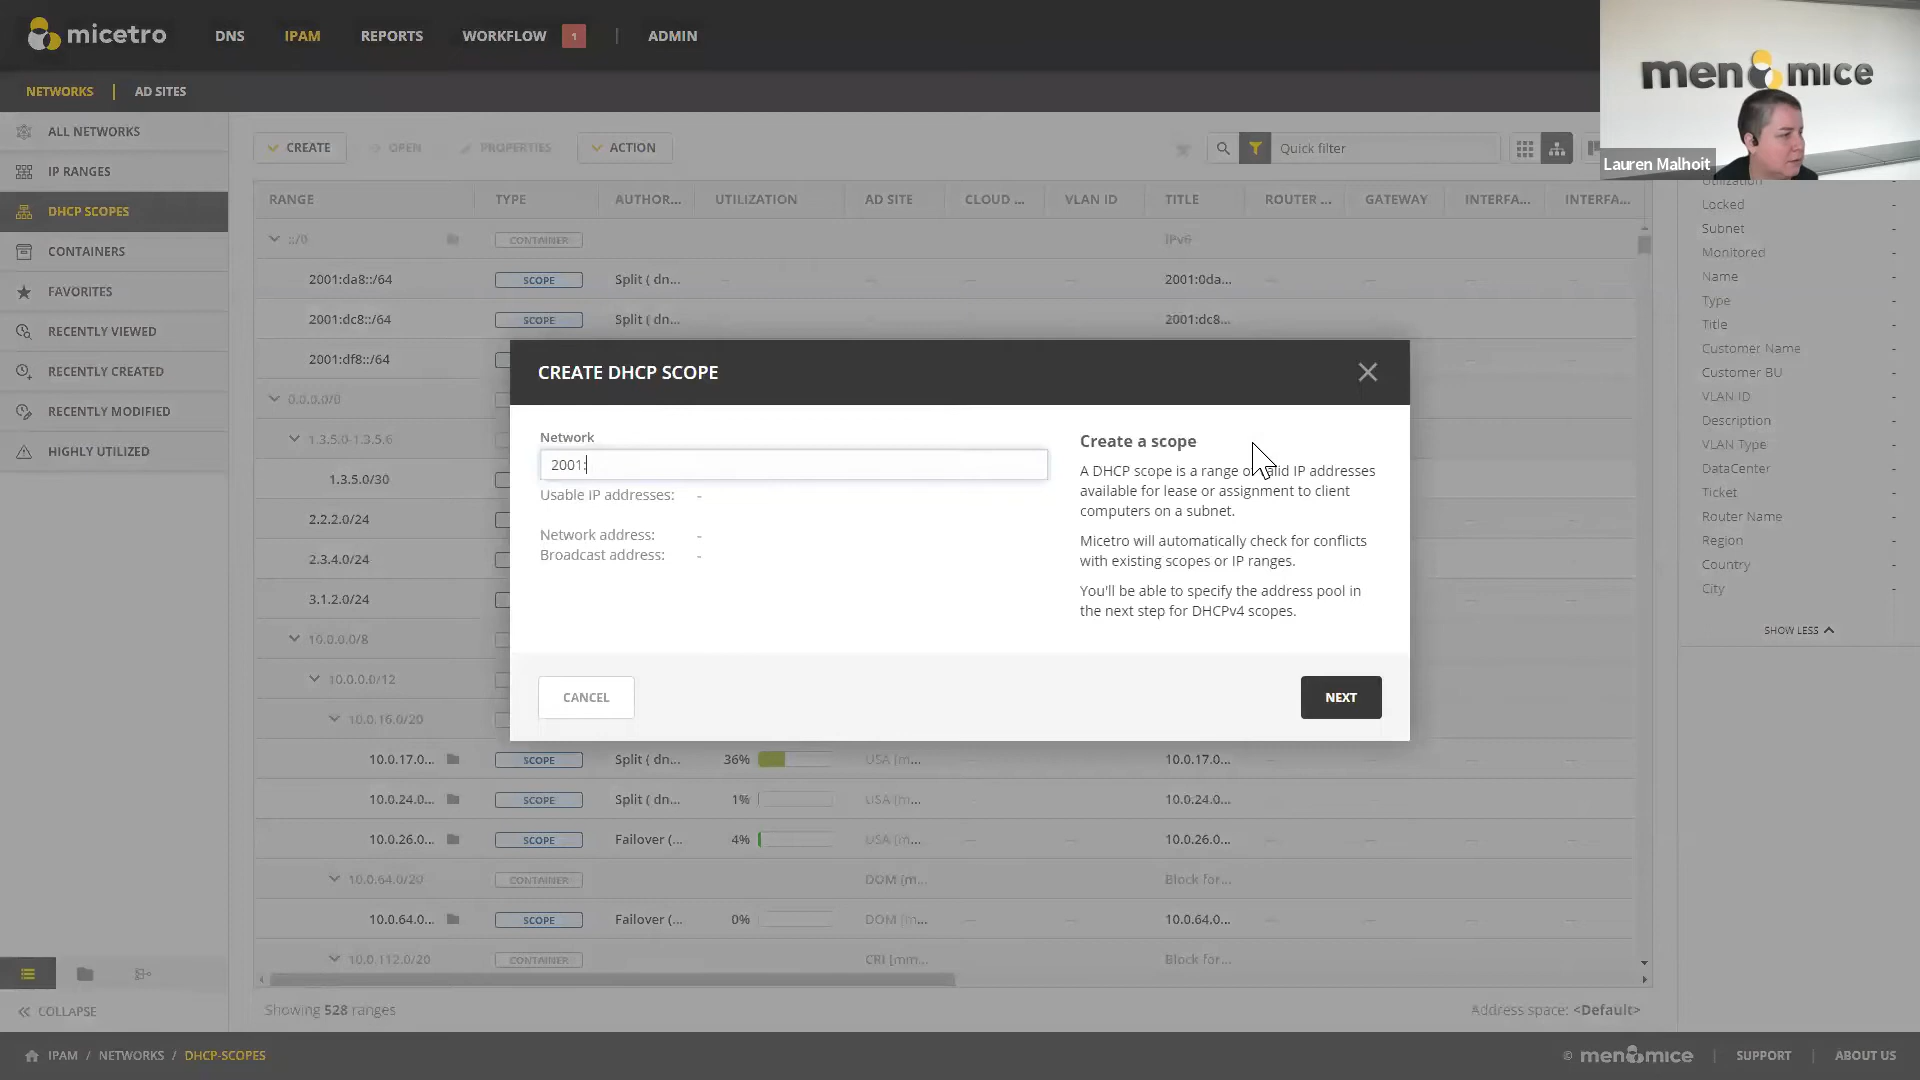 micetro
DNS
IPAM
REPORTS
WORKFLOW
1
|
ADMIN
men&mice
Lauren Malhoit
NETWORKS
|
AD SITES
ALL NETWORKS
IP RANGES
DHCP SCOPES
CONTAINERS
FAVORITES
RECENTLY VIEWED
RECENTLY CREATED
RECENTLY MODIFIED
HIGHLY UTILIZED
COLLAPSE
CREATE
OPEN
PROPERTIES
ACTION
Quick filter
RANGE TYPE AUTHOR... UTILIZATION AD SITE CLOUD ... VLAN ID TITLE ROUTER ... GATEWAY INTERFA... INTERFA...
::/0 CONTAINER IPv6
2001:da8::/64 SCOPE Split ( dn... — — — — 2001:0da... — — — —
2001:dc8::/64 SCOPE Split ( dn... — — — — 2001:dc8... — — — —
2001:df8::/64
0.0.0.0/0
1.3.5.0-1.3.5.6
1.3.5.0/30
2.2.2.0/24
2.3.4.0/24
3.1.2.0/24
10.0.0.0/8
10.0.0.0/12
10.0.16.0/20
10.0.17.0... SCOPE Split ( dn... 36% USA [m... — — 10.0.17.0... — — — —
10.0.24.0... SCOPE Split ( dn... 1% USA [m... — — 10.0.24.0... — — — —
10.0.26.0... SCOPE Failover (... 4% USA [m... — — 10.0.26.0... — — — —
10.0.64.0/20 CONTAINER DOM [m... Block for...
10.0.64.0... SCOPE Failover (... 0% DOM [m... — — 10.0.64.0... — — — —
10.0.112.0/20 CONTAINER CRI [mm... Block for...
Showing 528 ranges
Address space: <Default>
CREATE DHCP SCOPE
Network
2001:
Usable IP addresses: -
Network address: -
Broadcast address: -
Create a scope
A DHCP scope is a range of valid IP addresses
available for lease or assignment to client
computers on a subnet.
Micetro will automatically check for conflicts
with existing scopes or IP ranges.
You'll be able to specify the address pool in
the next step for DHCPv4 scopes.
CANCEL
NEXT
Utilization -
Locked -
Subnet -
Monitored -
Name -
Type -
Title -
Customer Name -
Customer BU -
VLAN ID -
Description -
VLAN Type -
DataCenter -
Ticket -
Router Name -
Region -
Country -
City -
SHOW LESS
IPAM / NETWORKS / DHCP-SCOPES
© men&mice | SUPPORT | ABOUT US